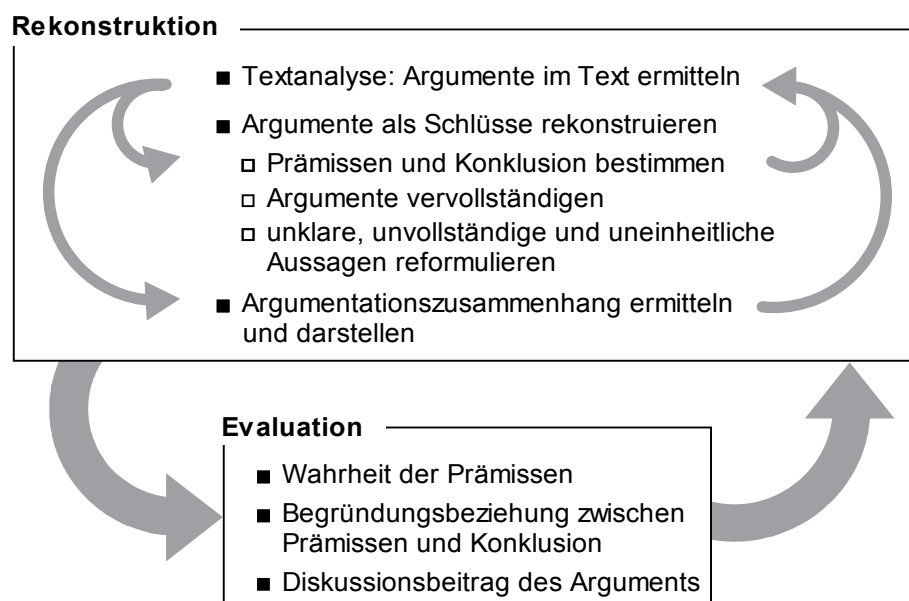 Rekonstruktion
■ Textanalyse: Argumente im Text ermitteln
■ Argumente als Schlüsse rekonstruieren
□ Prämissen und Konklusion bestimmen
□ Argumente vervollständigen
□ unklare, unvollständige und uneinheitliche
Aussagen reformulieren
■ Argumentationszusammenhang ermitteln
und darstellen
Evaluation
■ Wahrheit der Prämissen
■ Begründungsbeziehung zwischen
Prämissen und Konklusion
■ Diskussionsbeitrag des Arguments